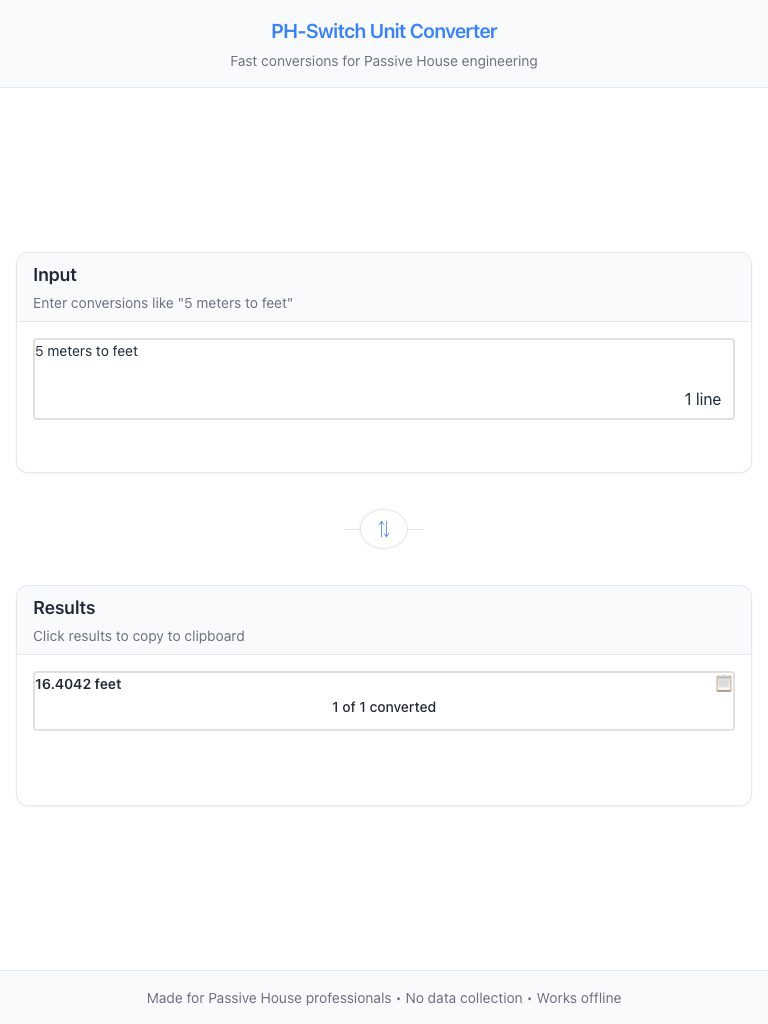 PH-Switch Unit Converter
Fast conversions for Passive House engineering
Input
Enter conversions like "5 meters to feet"
5 meters to feet
1 line
Results
Click results to copy to clipboard
16.4042 feet
1 of 1 converted
Made for Passive House professionals • No data collection • Works offline